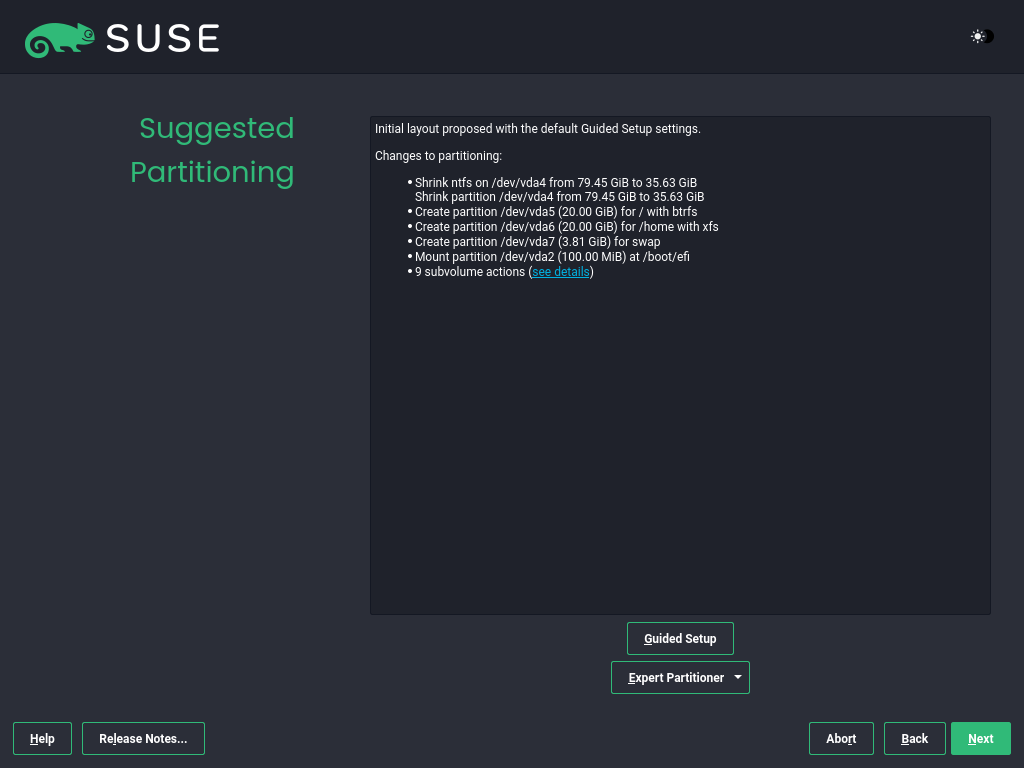 SUSE
Suggested
Partitioning
Initial layout proposed with the default Guided Setup settings.
Changes to partitioning:
• Shrink ntfs on /dev/vda4 from 79.45 GiB to 35.63 GiB
Shrink partition /dev/vda4 from 79.45 GiB to 35.63 GiB
• Create partition /dev/vda5 (20.00 GiB) for / with btrfs
• Create partition /dev/vda6 (20.00 GiB) for /home with xfs
• Create partition /dev/vda7 (3.81 GiB) for swap
• Mount partition /dev/vda2 (100.00 MiB) at /boot/efi
• 9 subvolume actions (see details)
Guided Setup
Expert Partitioner
Help
Release Notes...
Abort
Back
Next